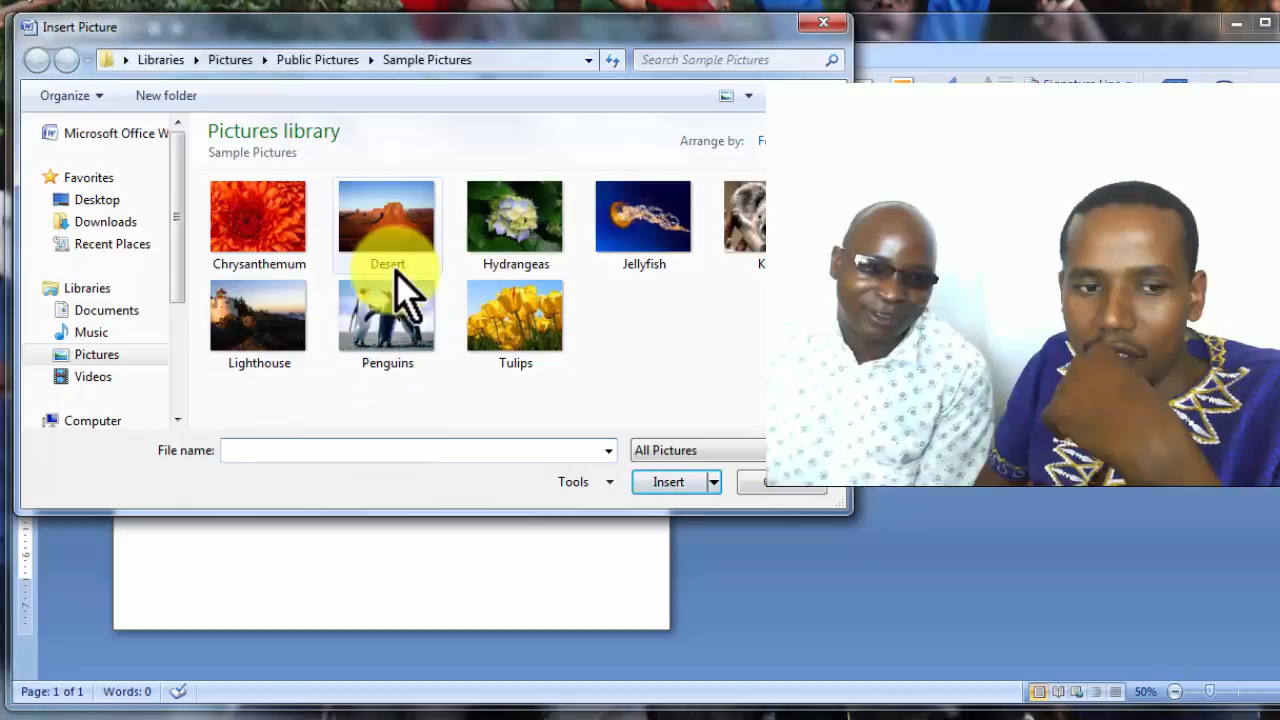 Insert Picture
Libraries Pictures Public Pictures Sample Pictures
Search Sample Pictures
Organize New folder
Microsoft Office W
Pictures library
Sample Pictures
Arrange by:
Favorites
Desktop
Downloads
Recent Places
Libraries
Documents
Music
Pictures
Videos
Computer
Chrysanthemum Desert Hydrangeas Jellyfish K
Lighthouse Penguins Tulips
File name:
All Pictures
Tools Insert
Page: 1 of 1 Words: 0
50%